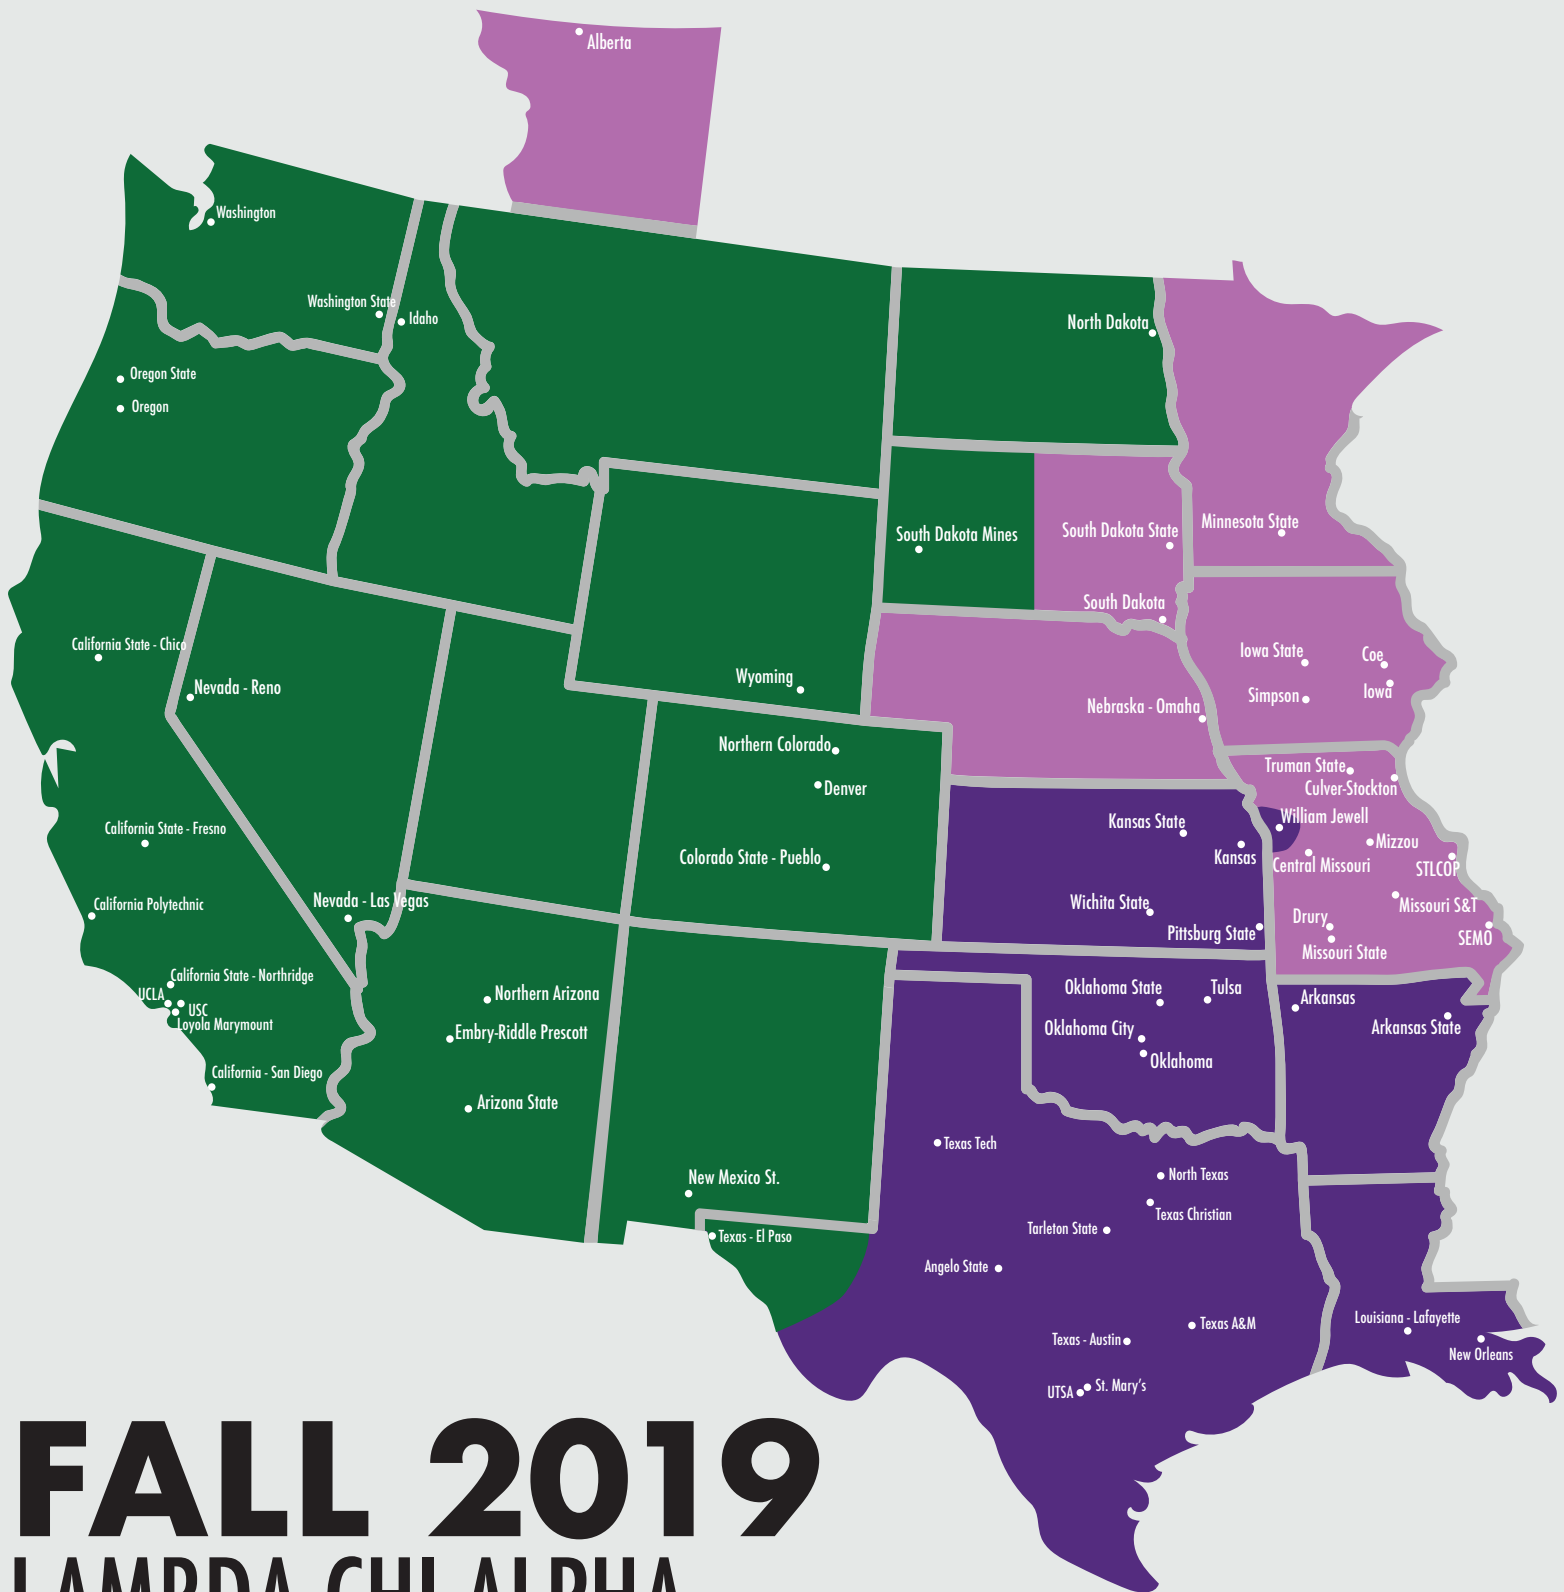 Alberta
Washington
Washington State
Idaho
North Dakota
Oregon State
Oregon
South Dakota Mines
South Dakota State
Minnesota State
South Dakota
California State - Chico
Nevada - Reno
Wyoming
Nebraska - Omaha
Iowa State
Coe
Simpson
Iowa
Northern Colorado
Denver
Truman State
Culver-Stockton
California State - Fresno
Colorado State - Pueblo
Kansas State
Kansas
William Jewell
Mizzou
Central Missouri
STLCOP
California Polytechnic
Nevada - Las Vegas
Wichita State
Pittsburg State
Missouri S&T
Drury
SEMO
Missouri State
California State - Northridge
UCLA
USC
Loyola Marymount
Northern Arizona
Embry-Riddle Prescott
Oklahoma State
Tulsa
Arkansas
Oklahoma City
Arkansas State
Oklahoma
California - San Diego
Arizona State
Texas Tech
New Mexico St.
North Texas
Texas Christian
Tarleton State
Texas - El Paso
Angelo State
Texas A&M
Texas - Austin
Louisiana - Lafayette
New Orleans
UTSA
St. Mary's
FALL 2019
LAMBDA CHI ALPHA